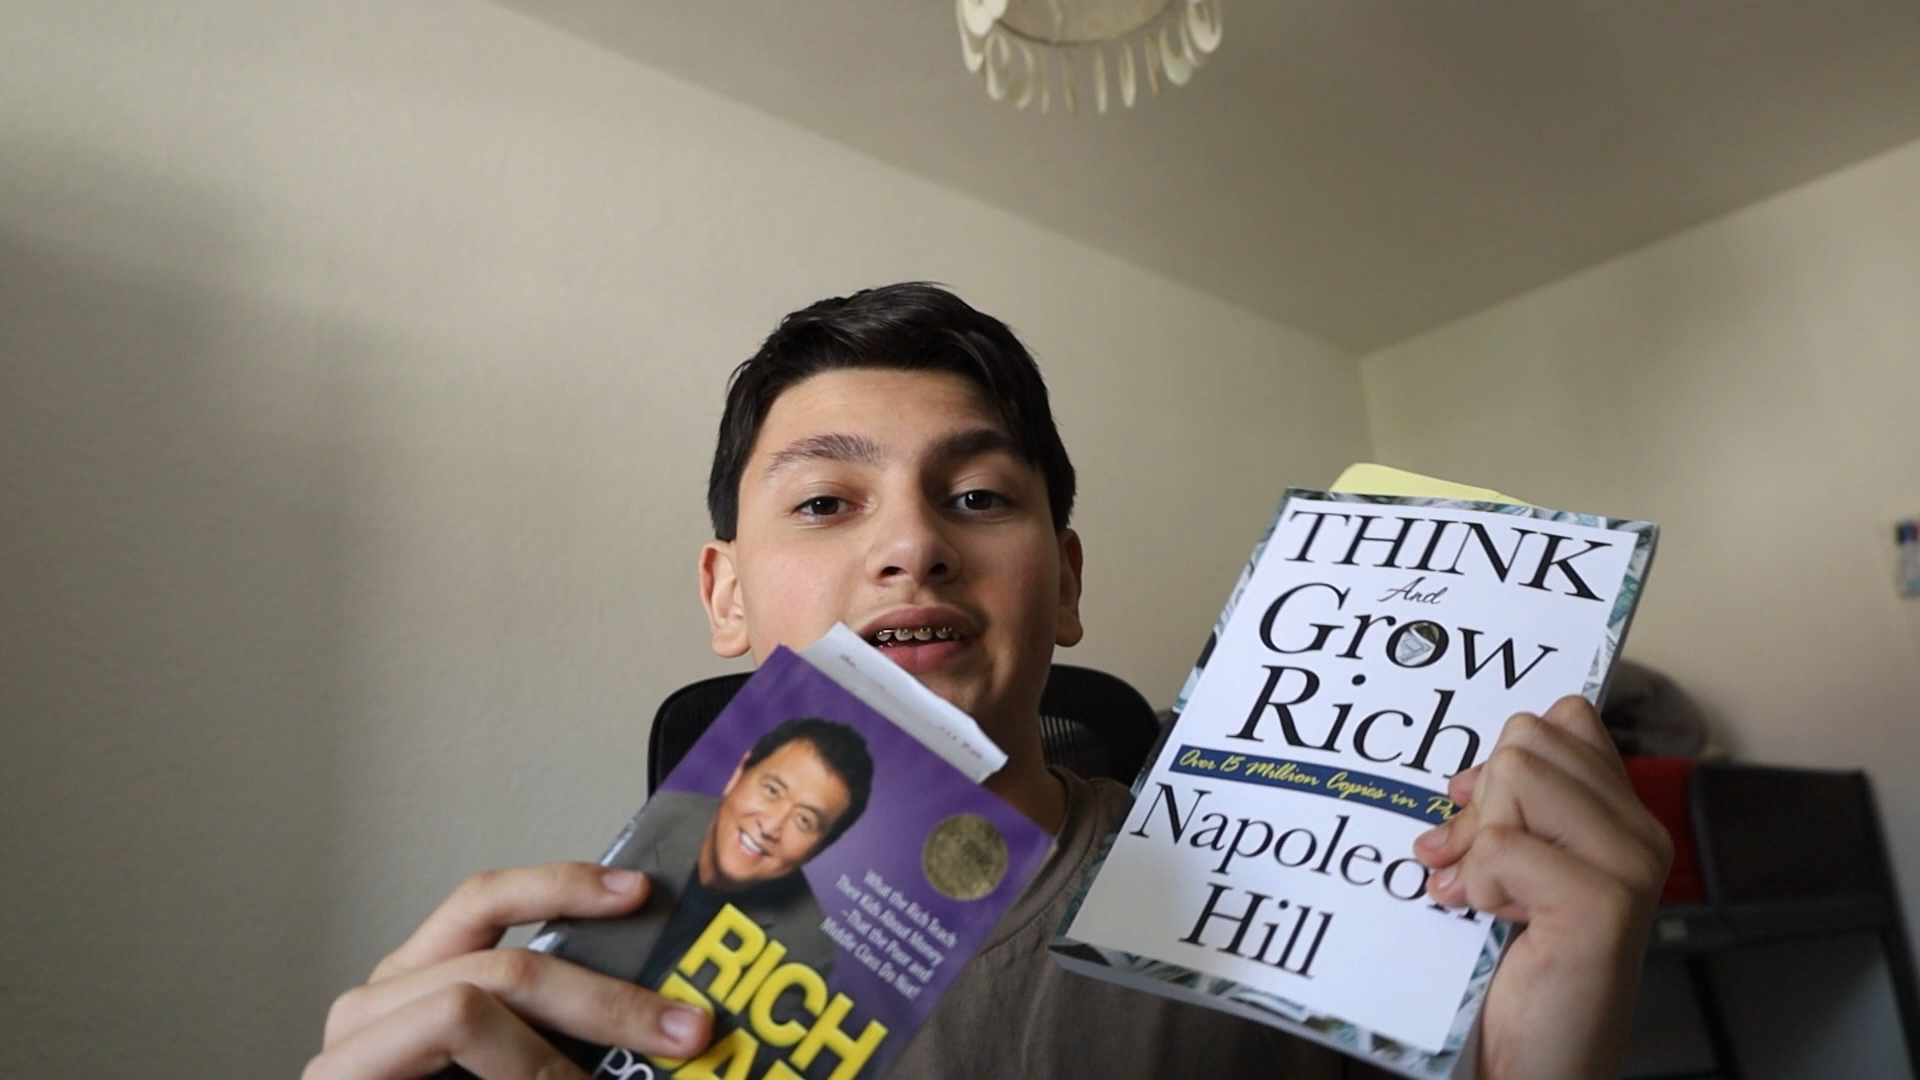 What the Rich Teach
Their Kids About Money
–That the Poor and
Middle Class Do Not!
RICH
THINK
And
Grow
Rich
Over 15 Million Copies in
Napoleon
Hill